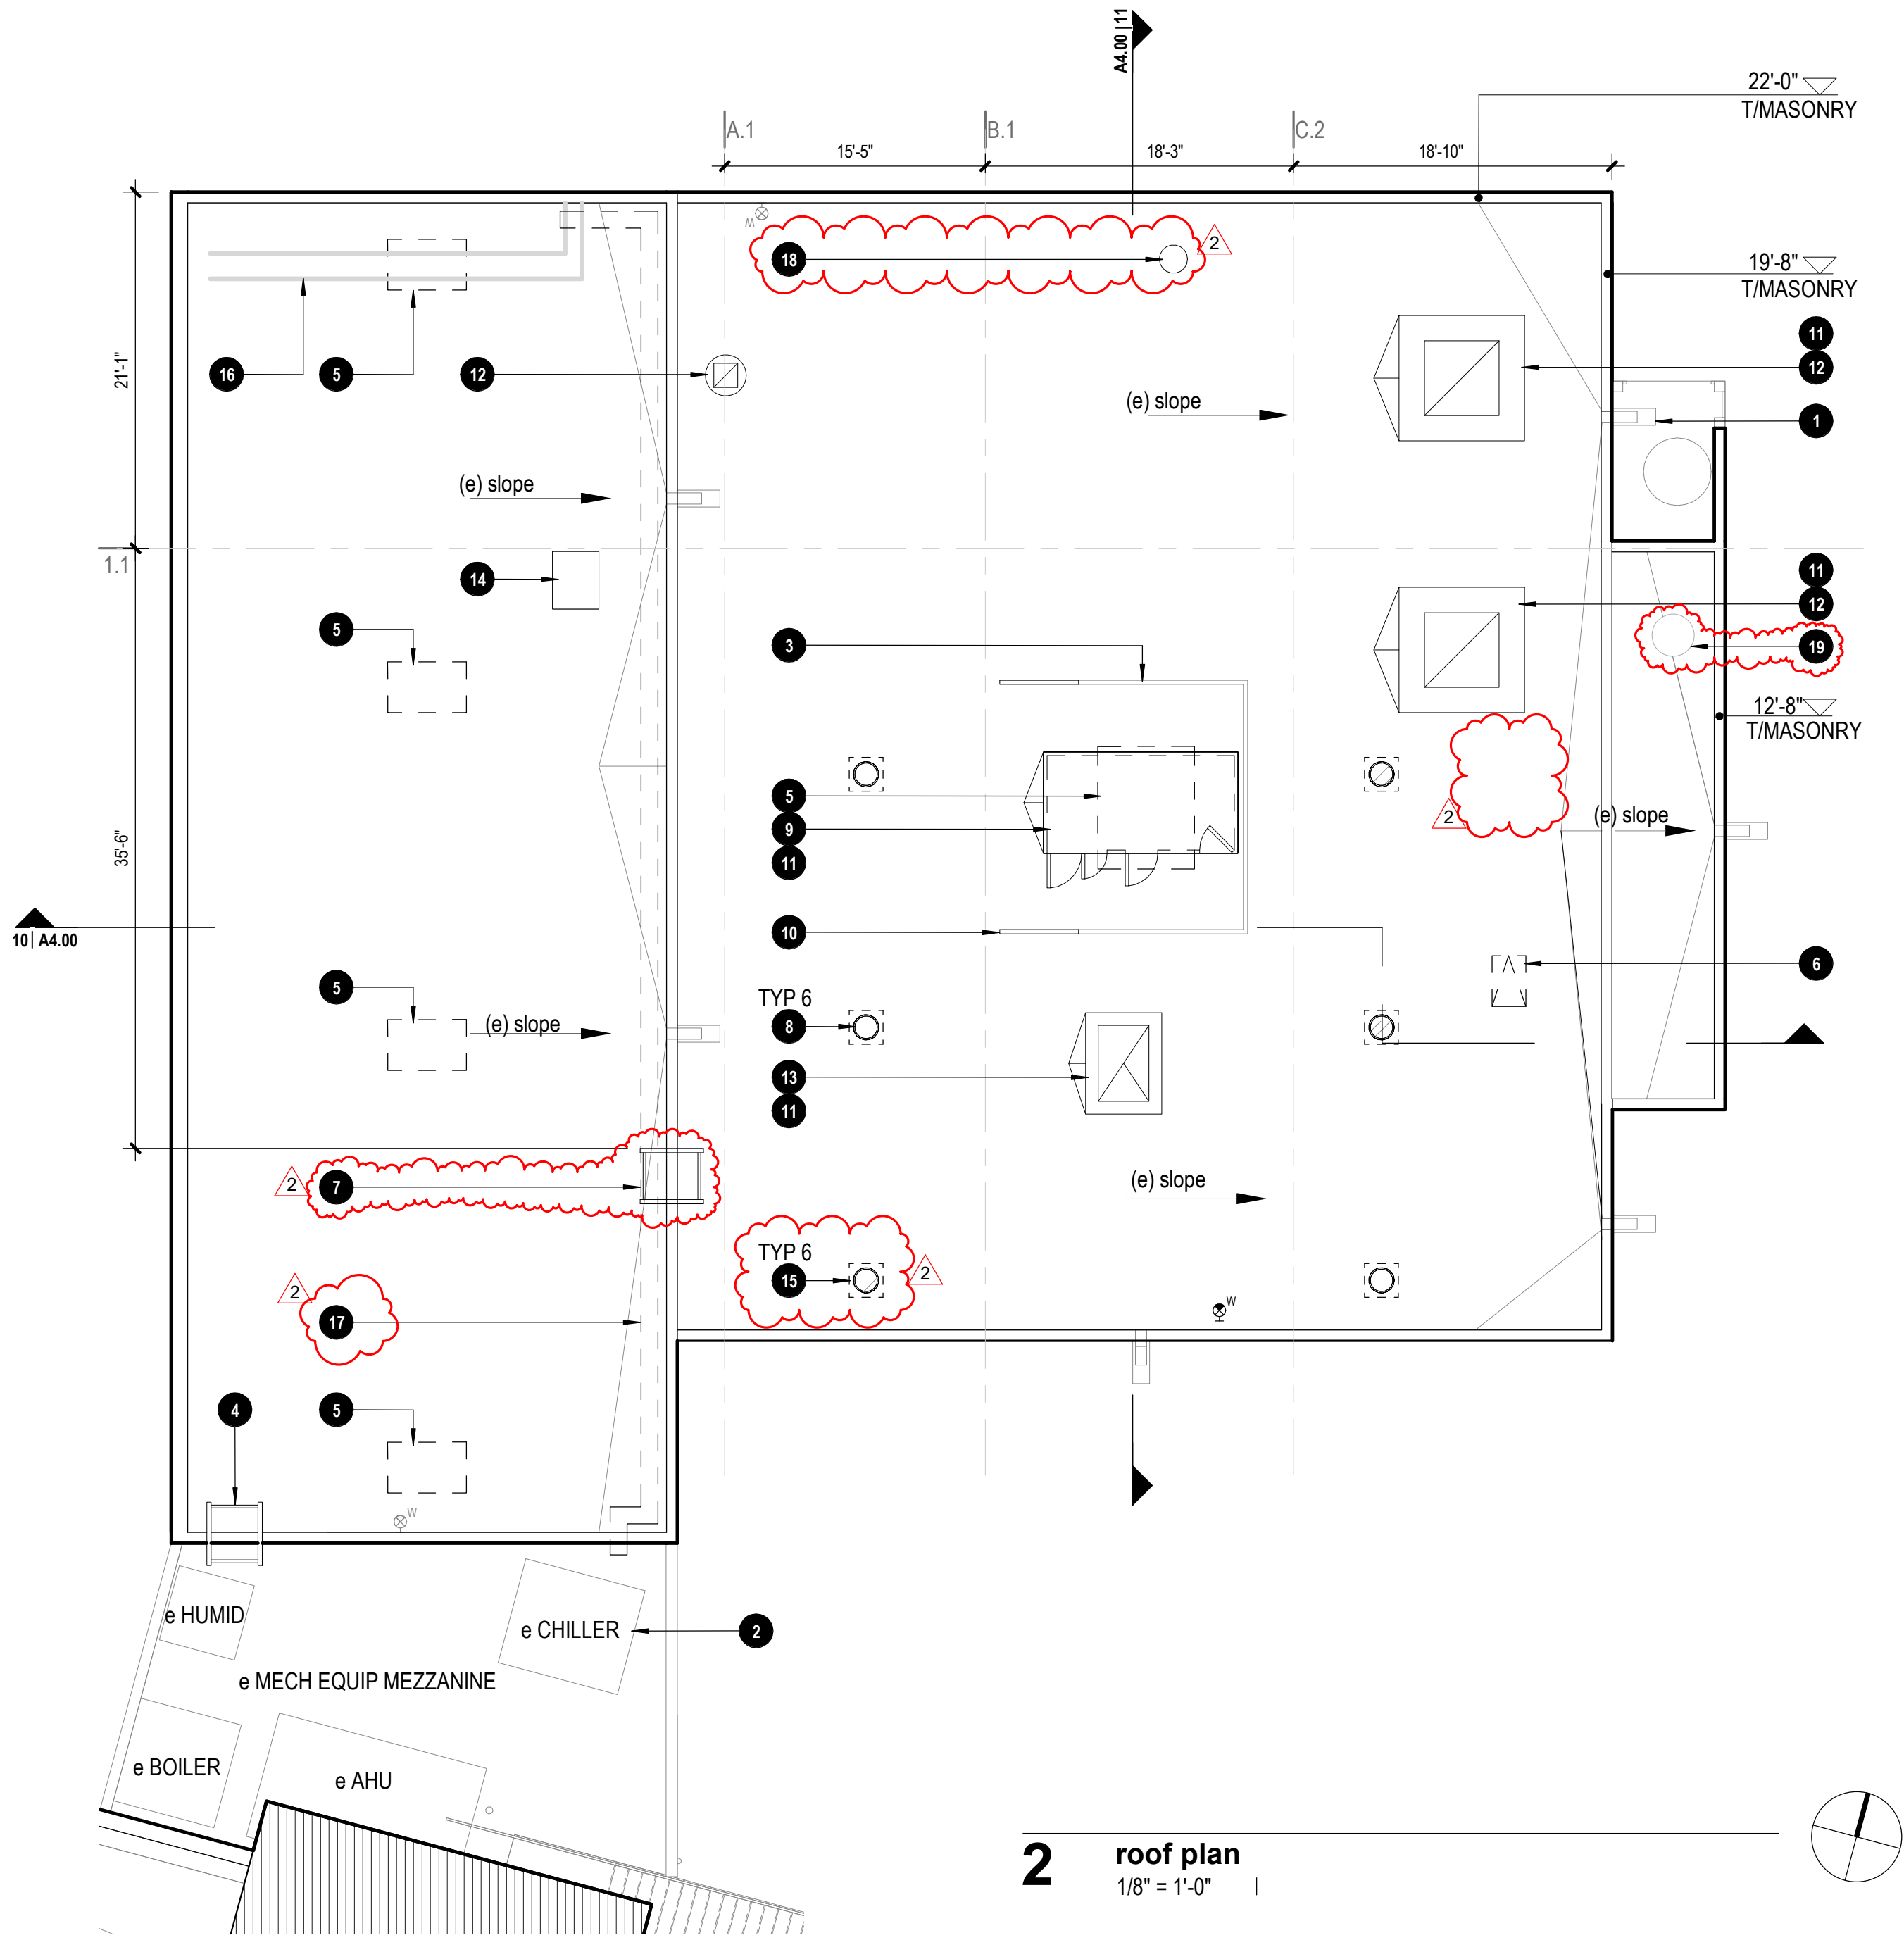 A4.00 | 11
22'-0"
T/MASONRY
A.1
B.1
C.2
15'-5"
18'-3"
18'-10"
W
18
2
19'-8"
T/MASONRY
11
12
16
5
12
21'-1"
(e) slope
1
(e) slope
1.1
14
11
12
5
3
19
12'-8"
T/MASONRY
5
9
11
2
(e) slope
35'-6"
10 | A4.00
10
6
5
(e) slope
TYP 6
8
13
11
2
7
(e) slope
TYP 6
15
2
2
17
W
4
5
W
e HUMID
e CHILLER
2
e MECH EQUIP MEZZANINE
e BOILER
e AHU
2
roof plan
1/8" = 1'-0"